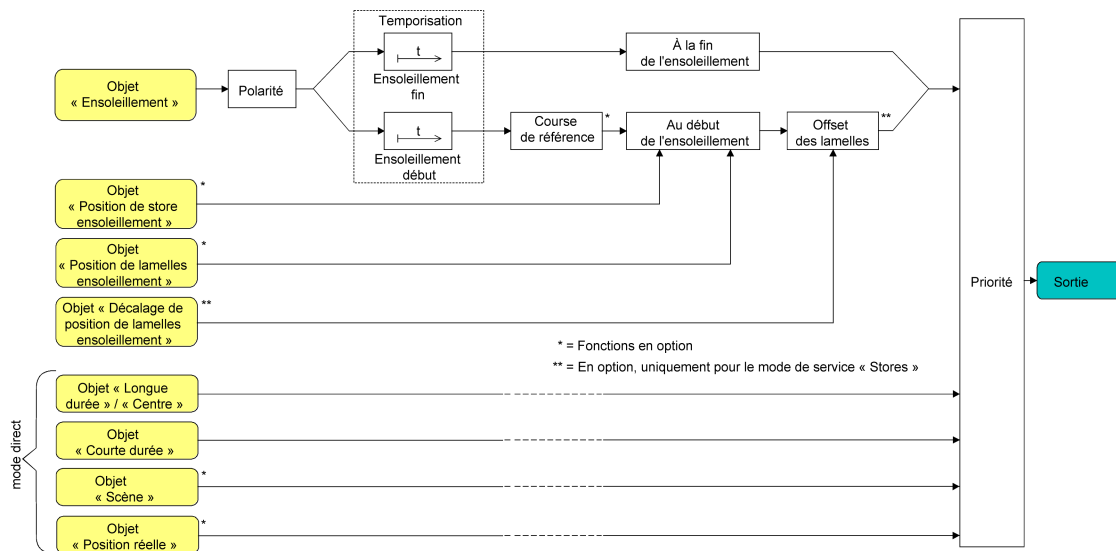 Temporisation
t
Ensoleillement
fin
À la fin
de l'ensoleillement
Objet
« Ensoleillement »
Polarité
t
Ensoleillement
début
Course
de référence
*
Au début
de l'ensoleillement
Offset
des lamelles
**
Objet
« Position de store
ensoleillement »
*
Objet
« Position de lamelles
ensoleillement »
*
Objet « Décalage de
position de lamelles
ensoleillement »
**
Priorité
Sortie
* = Fonctions en option
** = En option, uniquement pour le mode de service « Stores »
mode direct
Objet « Longue
durée » / « Centre »
Objet
« Courte durée »
Objet
« Scène »
*
Objet
« Position réelle »
*